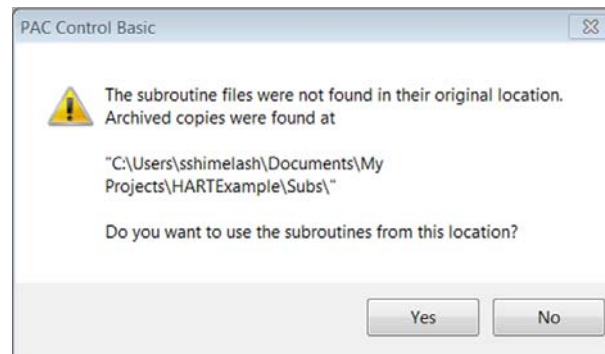 PAC Control Basic
The subroutine files were not found in their original location.
Archived copies were found at
"C:\Users\sshimelash\Documents\My
Projects\HARTExample\Subs\"
Do you want to use the subroutines from this location?
Yes
No